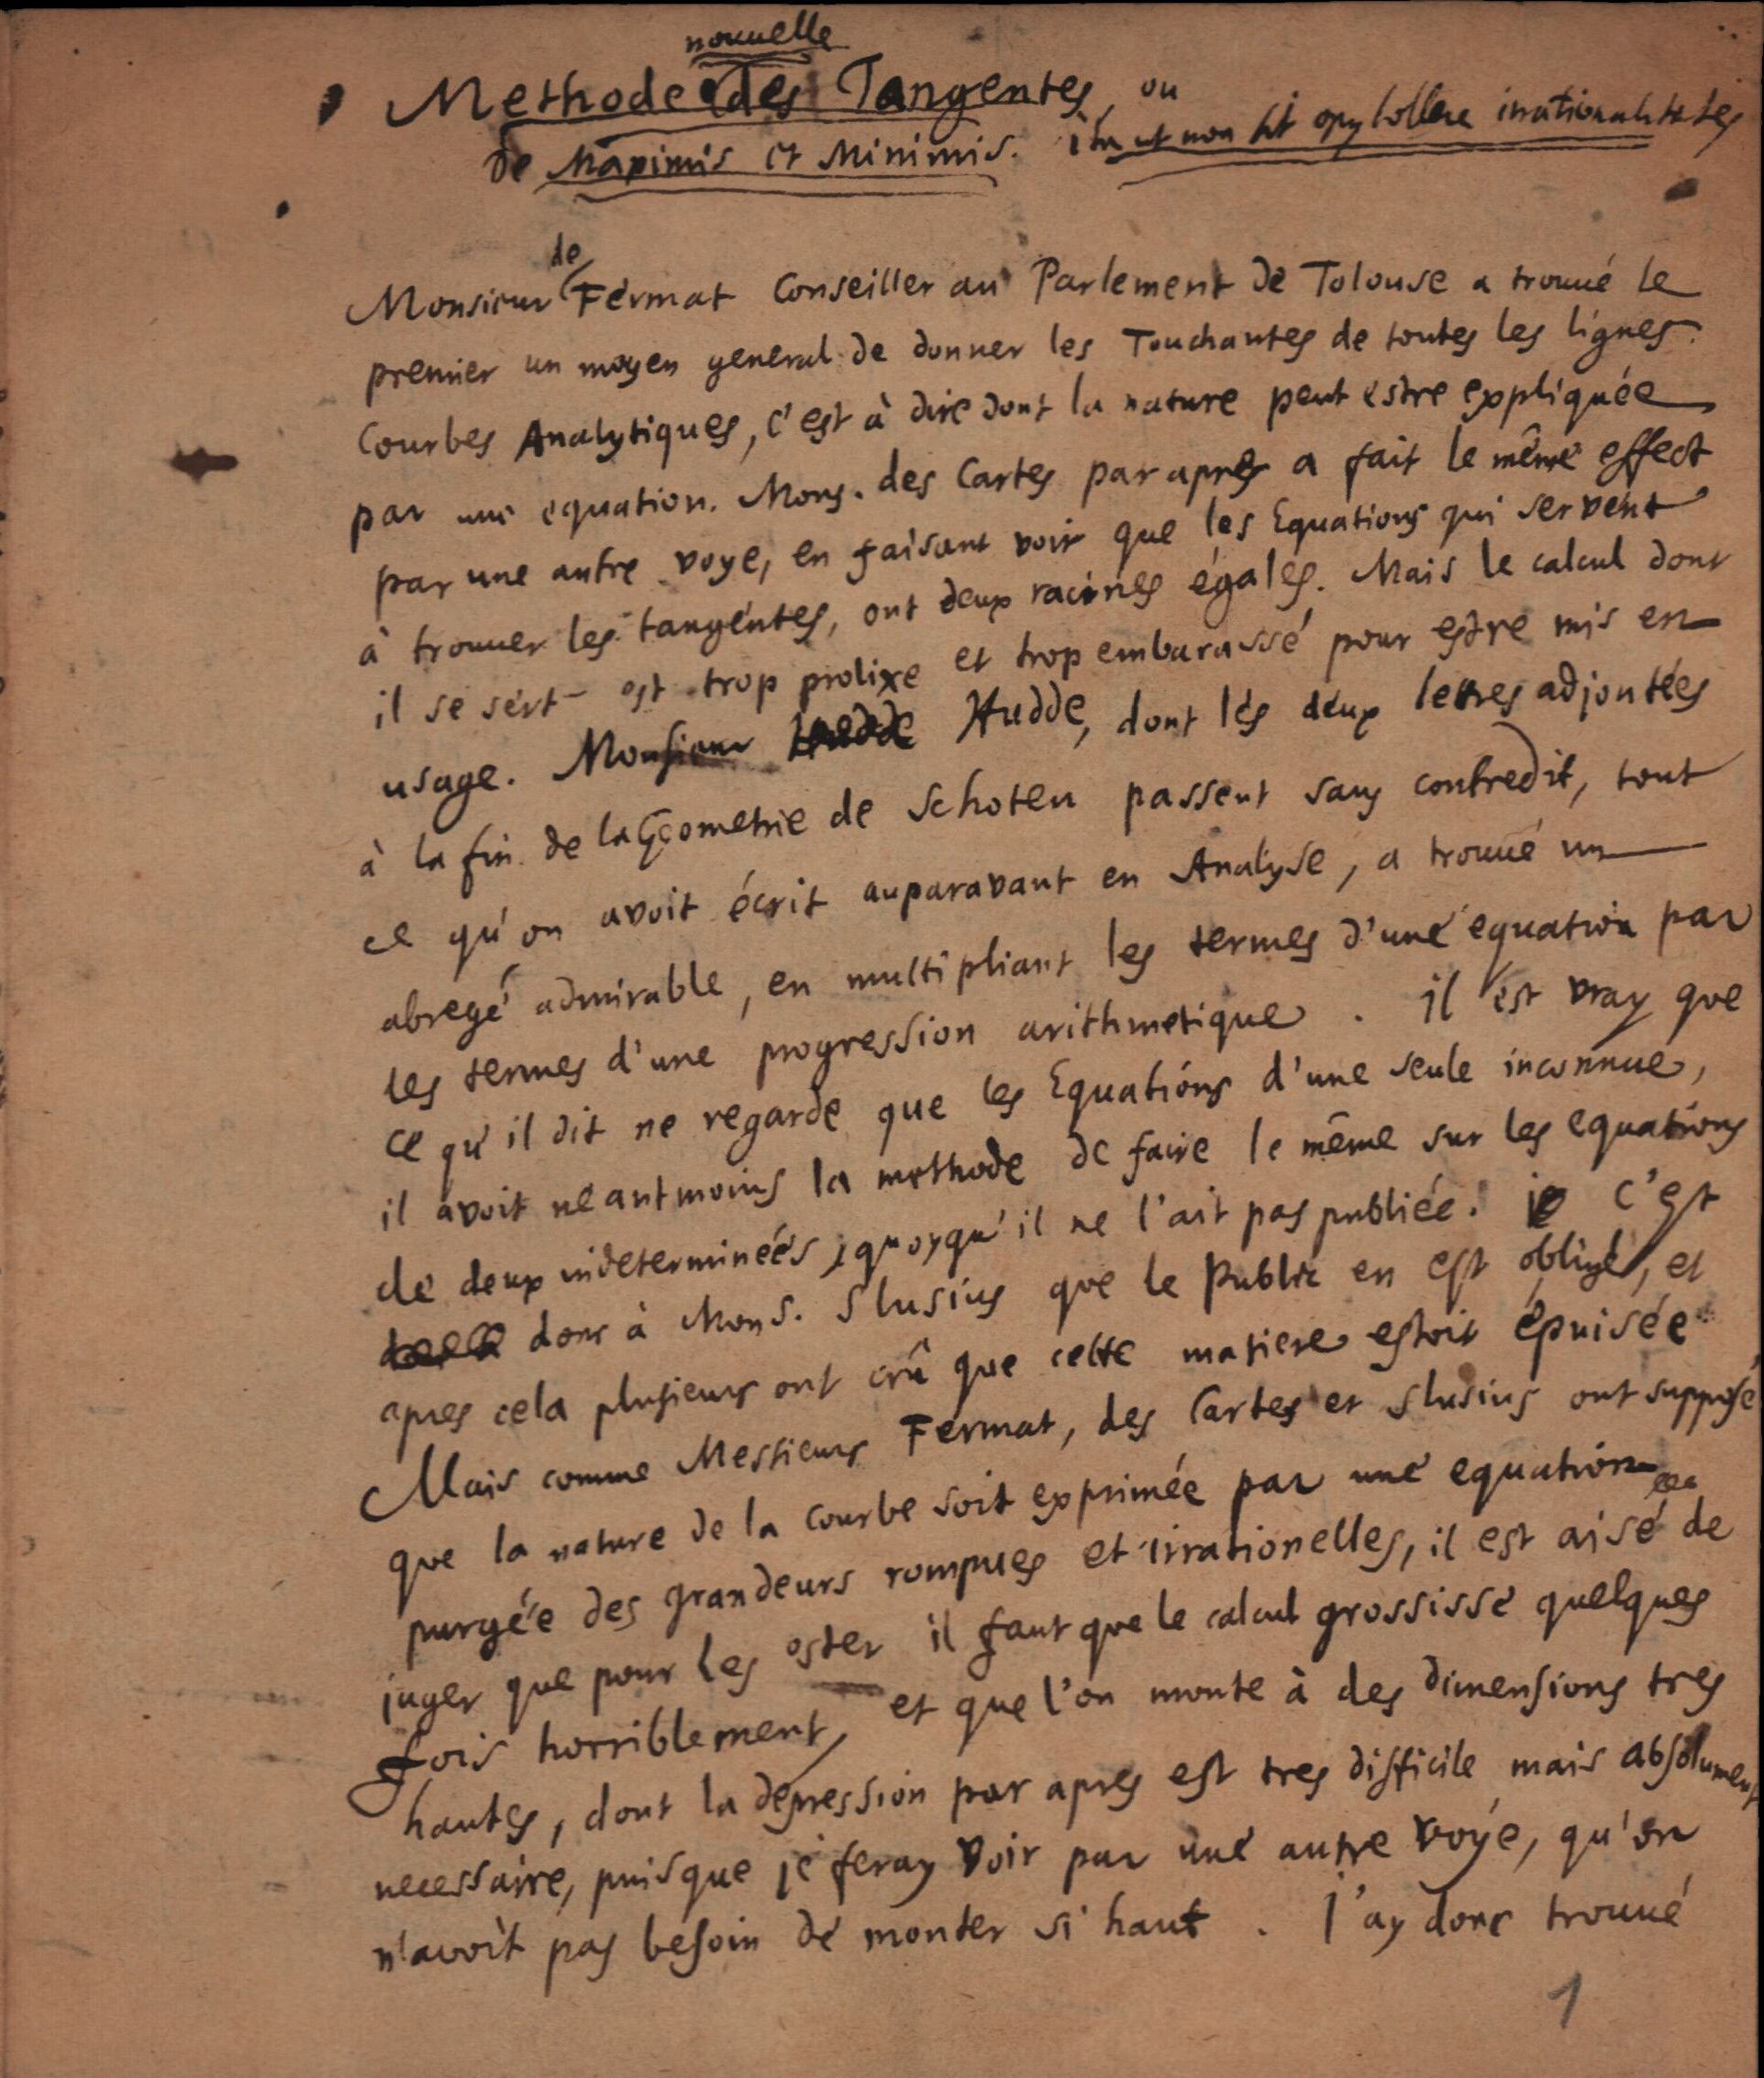 nouvelle
Methode des Tangentes, ou
de Maximis et Minimis. ita ut non sit opus tollere irrationalitates
de
Monsieur Fermat Conseiller au Parlement de Tolouse a trouué le
premier un moyen general de donner les Touchantes de toutes les lignes
Courbes Analytiques, c'est à dire dont la nature peut estre expliquée
par une equation. Mons. des Cartes par apres a fait le même effect
par une autre voye, en faisant voir que les Equations qui servent
à trouuer les tangentes, ont deux racines égales. Mais le calcul dont
il se sert est trop prolixe et trop embarassé pour estre mis en
usage. Monsieur Hudde, dont les deux lettres adjoutées
à la fin de la Geometrie de Schoten passent sans contredit, tout
ce qu'on avoit écrit auparavant en Analyse, a trouué un
abregé admirable, en multipliant les termes d'une equation par
les termes d'une progression arithmetique. Il est vray que
ce qu'il dit ne regarde que les Equations d'une seule inconnue,
il avoit neantmoins la methode de faire le même sur les equations
de deux indeterminées, quoyqu'il ne l'ait pas publiée. C'est
donc à Mons. Slusius que le Public en est obligé, et
apres cela plusieurs ont crû que cette matiere estoit épuisée
Mais comme Messieurs Fermat, des Cartes et Slusius ont supposé
que la nature de la Courbe soit exprimée par une equation
purgée des grandeurs rompues et irrationelles, il est aisé de
juger que pour les oster il faut que le calcul grossisse quelques
fois horriblement, et que l'on monte à des dimensions tres
hautes, dont la depression par apres est tres difficile mais absolument
necessaire, puisque je feray voir par une autre voye, qu'on
n'avoit pas besoin de monter si haut. J'ay donc trouué
1